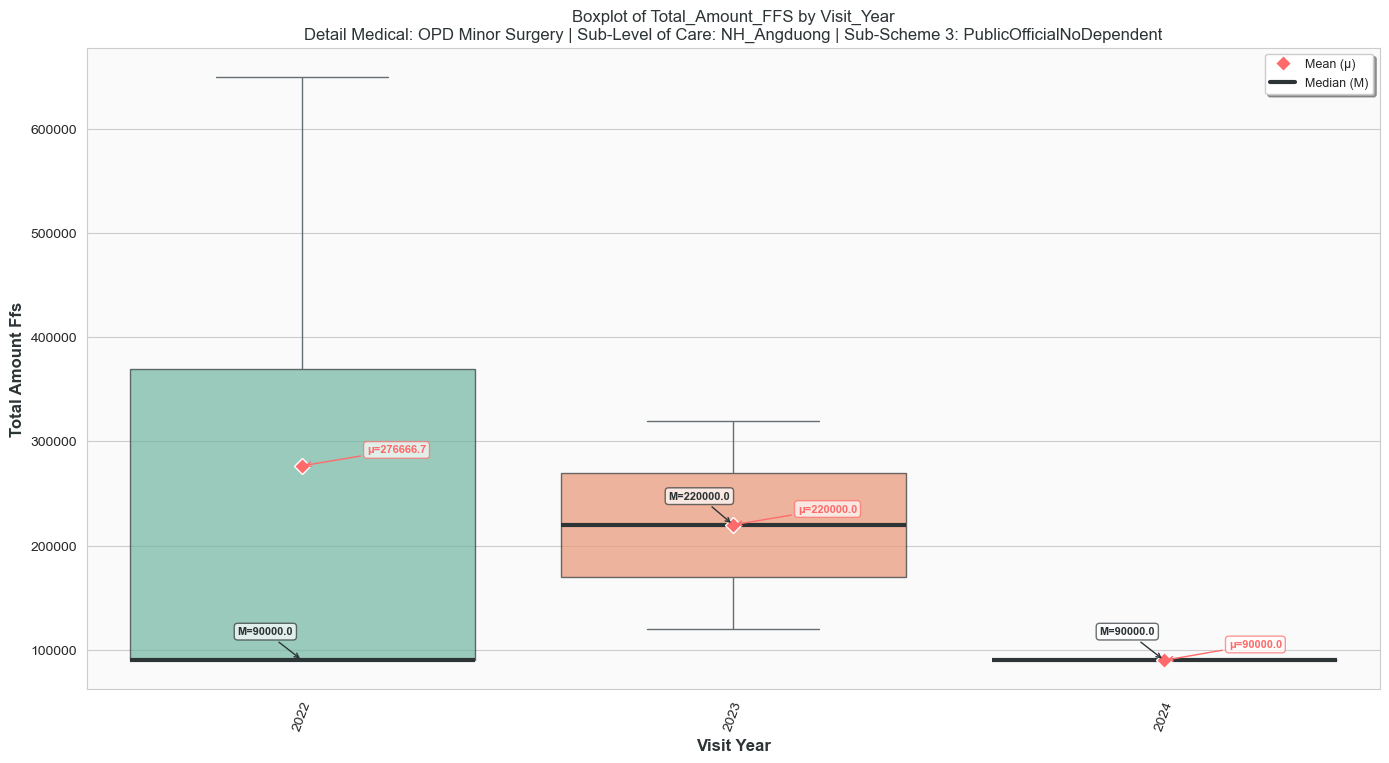 Boxplot of Total_Amount_FFS by Visit_Year
Detail Medical: OPD Minor Surgery | Sub-Level of Care: NH_Angduong | Sub-Scheme 3: PublicOfficialNoDependent
Mean (μ)
Median (M)
Total Amount Ffs
600000
500000
400000
300000
200000
100000
μ=276666.7
M=90000.0
M=220000.0
μ=220000.0
M=90000.0
μ=90000.0
2022
2023
2024
Visit Year